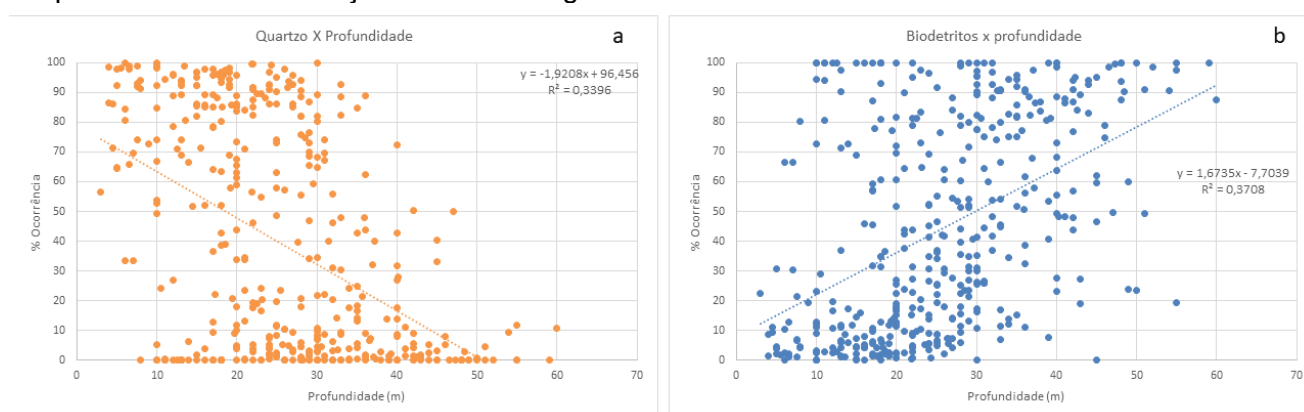 Quartzo X Profundidade
a
y = -1,9208x + 96,456
R² = 0,3396
% Ocorrência
100
90
80
70
60
50
40
30
20
10
0
0 10 20 30 40 50 60 70
Profundidade (m)
Biodetritos x profundidade
b
y = 1,6735x - 7,7039
R² = 0,3708
% Ocorrência
100
90
80
70
60
50
40
30
20
10
0
0 10 20 30 40 50 60 70
Profundidade (m)